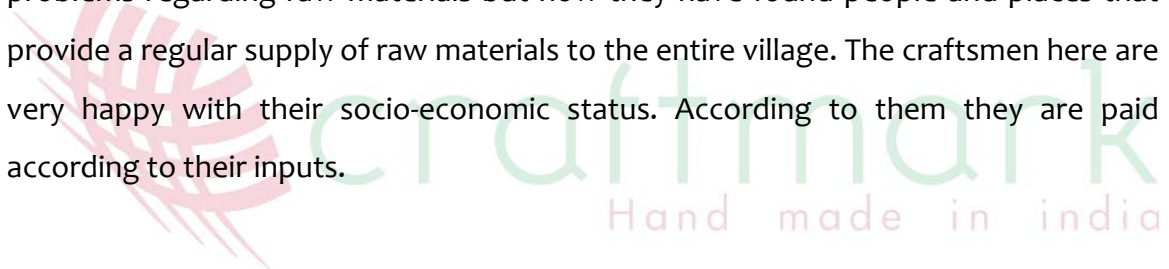 problems regarding raw materials but now they have found people and places that
provide a regular supply of raw materials to the entire village. The craftsmen here are
very happy with their socio-economic status. According to them they are paid
according to their inputs.
craftmark
Hand made in india